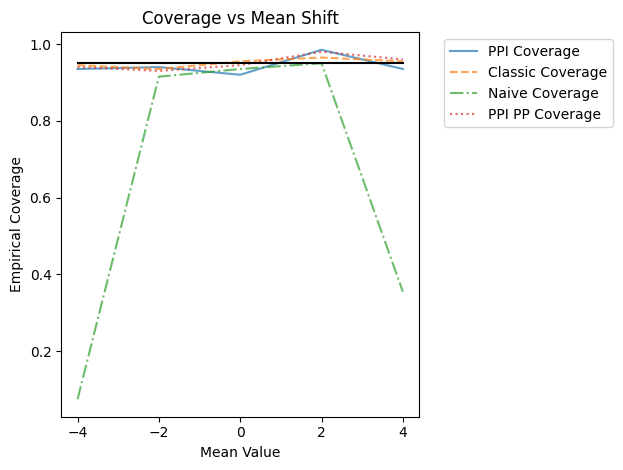 Coverage vs Mean Shift
PPI Coverage
Classic Coverage
Naive Coverage
PPI PP Coverage
Empirical Coverage
1.0
0.8
0.6
0.4
0.2
−4
−2
0
2
4
Mean Value